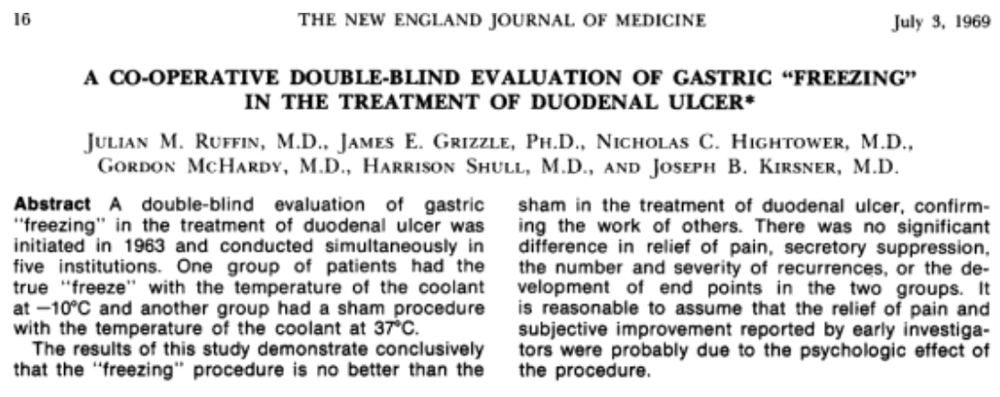 16 THE NEW ENGLAND JOURNAL OF MEDICINE July 3, 1969
A CO-OPERATIVE DOUBLE-BLIND EVALUATION OF GASTRIC “FREEZING”
IN THE TREATMENT OF DUODENAL ULCER*
JULIAN M. RUFFIN, M.D., JAMES E. GRIZZLE, PH.D., NICHOLAS C. HIGHTOWER, M.D.,
GORDON MCHARDY, M.D., HARRISON SHULL, M.D., AND JOSEPH B. KIRSNER, M.D.
Abstract A double-blind evaluation of gastric
"freezing" in the treatment of duodenal ulcer was
initiated in 1963 and conducted simultaneously in
five institutions. One group of patients had the
true "freeze" with the temperature of the coolant
at −10°C and another group had a sham procedure
with the temperature of the coolant at 37°C.
The results of this study demonstrate conclusively
that the "freezing" procedure is no better than the
sham in the treatment of duodenal ulcer, confirm-
ing the work of others. There was no significant
difference in relief of pain, secretory suppression,
the number and severity of recurrences, or the de-
velopment of end points in the two groups. It
is reasonable to assume that the relief of pain and
subjective improvement reported by early investiga-
tors were probably due to the psychologic effect of
the procedure.